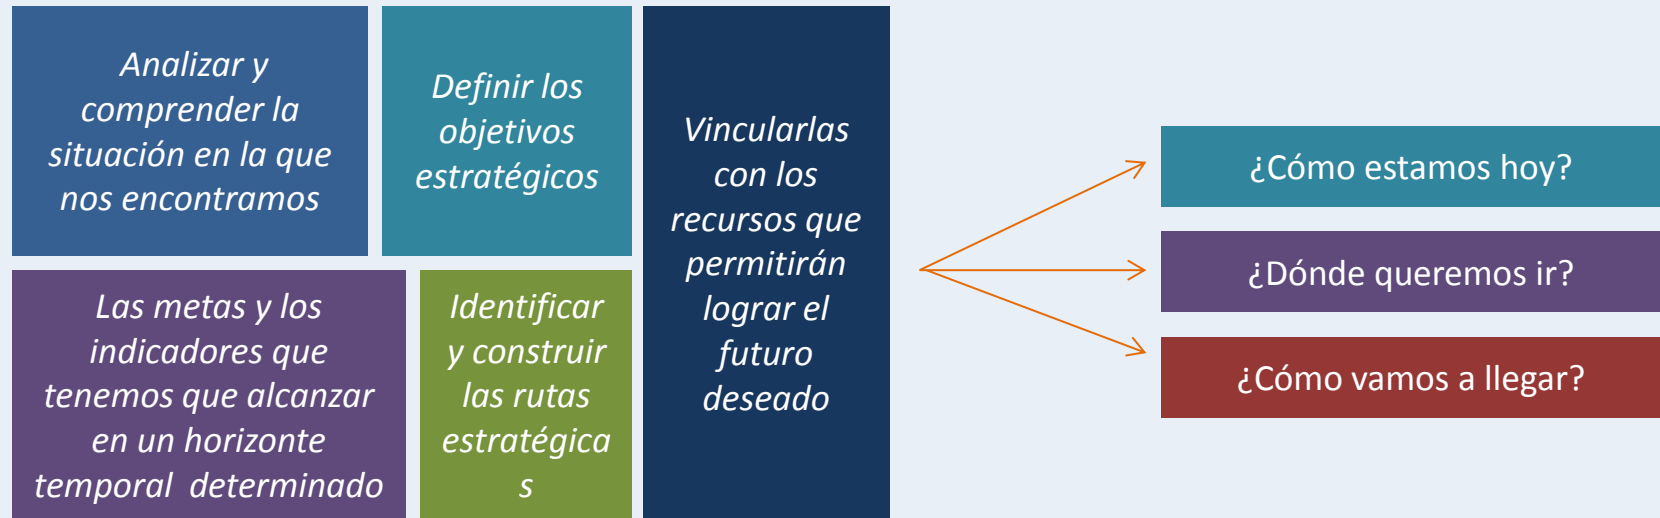 Analizar y
comprender la
situación en la que
nos encontramos
Definir los
objetivos
estratégicos
Vincularlas
con los
recursos que
permitirán
lograr el
futuro
deseado
Las metas y los
indicadores que
tenemos que alcanzar
en un horizonte
temporal determinado
Identificar
y construir
las rutas
estratégica
s
¿Cómo estamos hoy?
¿Dónde queremos ir?
¿Cómo vamos a llegar?